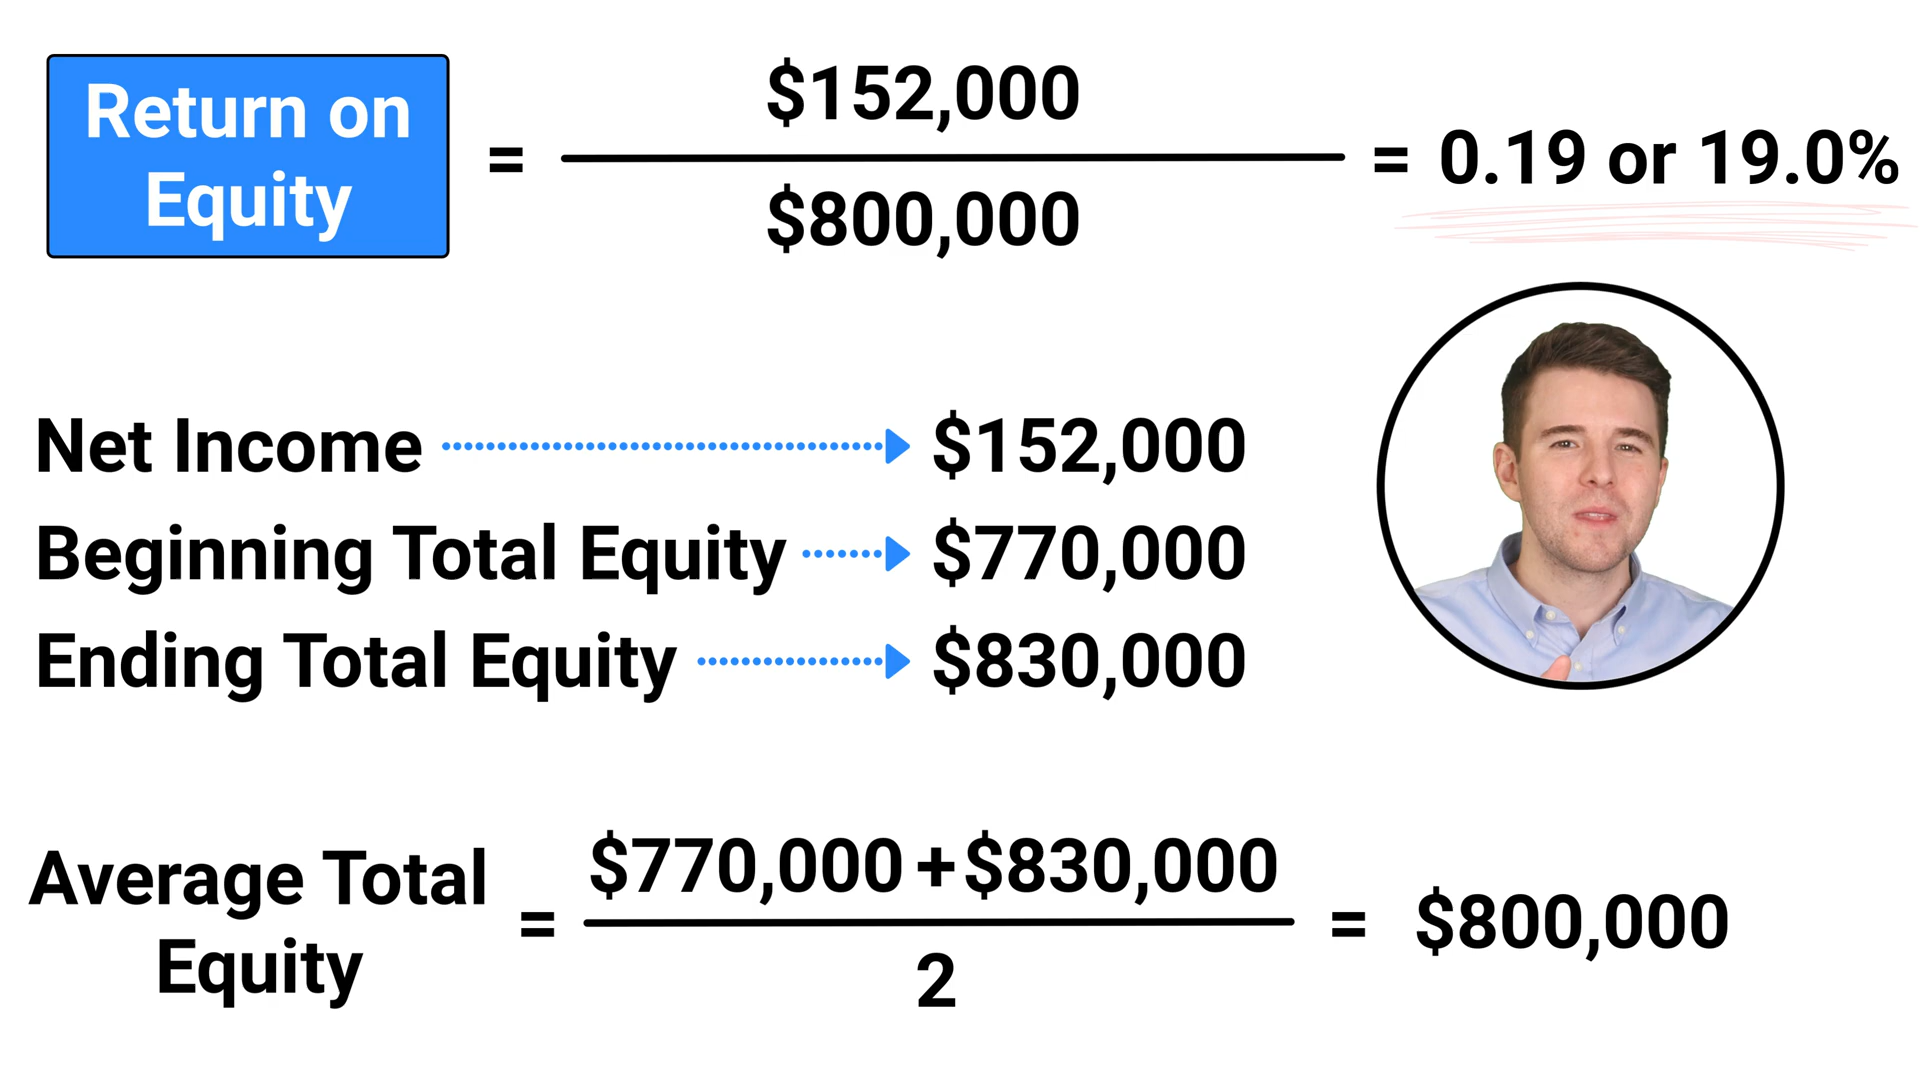 Return on
Equity
=
$152,000
$800,000
= 0.19 or 19.0%
Net Income $152,000
Beginning Total Equity $770,000
Ending Total Equity $830,000
Average Total
Equity
=
$770,000 + $830,000
2
= $800,000